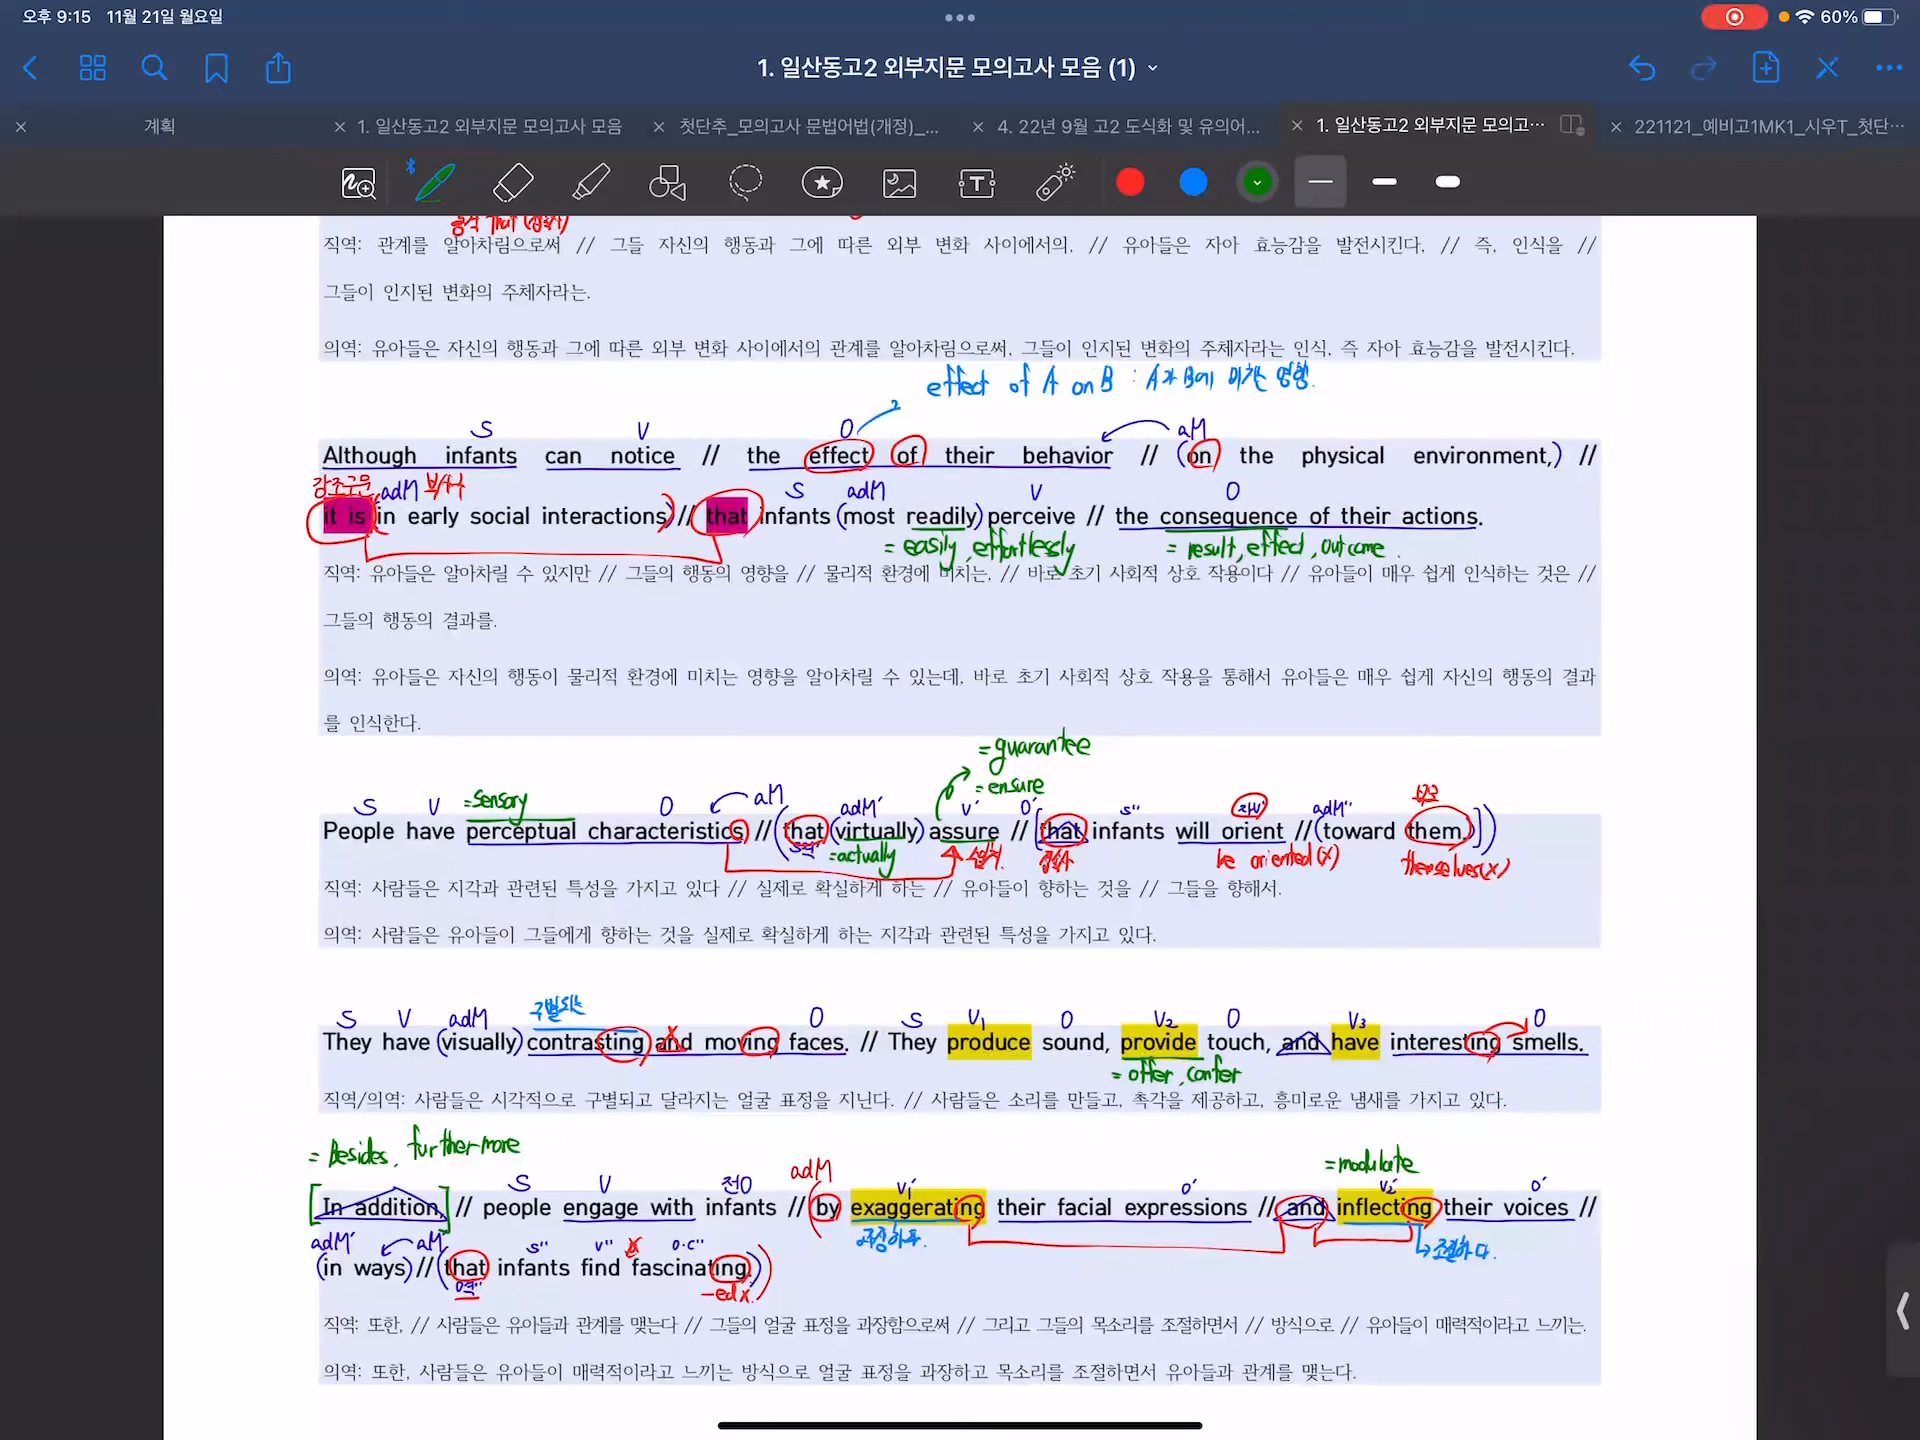 오후 9:15 11월 21일 월요일
60%
1. 일산동고2 외부지문 모의고사 모음 (1)
계획
1. 일산동고2 외부지문 모의고사 모음
첫단추_모의고사 문법어법(개정)_...
4. 22년 9월 고2 도식화 및 유의어...
1. 일산동고2 외부지문 모의고...
221121_예비고1MK1_시우T_첫단...
직역: 관계를 알아차림으로써 // 그들 자신의 행동과 그에 따른 외부 변화 사이에서의, // 유아들은 자아 효능감을 발전시킨다, // 즉, 인식을 //
그들이 인지된 변화의 주체자라는.
의역: 유아들은 자신의 행동과 그에 따른 외부 변화 사이에서의 관계를 알아차림으로써, 그들이 인지된 변화의 주체자라는 인식, 즉 자아 효능감을 발전시킨다.
effect of A on B : A가 B에 미치는 영향.
S V O aM
Although infants can notice // the effect of their behavior // (on the physical environment,) //
강조구문 adM 부사구 S adM V O
it is in early social interactions) // that infants (most readily) perceive // the consequence of their actions.
= easily, effortlessly = result, effect, outcome.
직역: 유아들은 알아차릴 수 있지만 // 그들의 행동의 영향을 // 물리적 환경에 미치는, // 바로 초기 사회적 상호 작용이다 // 유아들이 매우 쉽게 인식하는 것은 //
그들의 행동의 결과를.
의역: 유아들은 자신의 행동이 물리적 환경에 미치는 영향을 알아차릴 수 있는데, 바로 초기 사회적 상호 작용을 통해서 유아들은 매우 쉽게 자신의 행동의 결과
를 인식한다.
= guarantee
= ensure
S V = sensory O aM adM' V' O' S" adM"
People have perceptual characteristics // (that (virtually) assure // [that infants will orient // (toward them.)])
= actually 접속사 be oriented(x) themselves(x)
직역: 사람들은 지각과 관련된 특성을 가지고 있다 // 실제로 확실하게 하는 // 유아들이 향하는 것을 // 그들을 향해서.
의역: 사람들은 유아들이 그들에게 향하는 것을 실제로 확실하게 하는 지각과 관련된 특성을 가지고 있다.
S V adM 구별되는 O S V1 O V2 O V3 O
They have (visually) contrasting and moving faces. // They produce sound, provide touch, and have interesting smells.
= offer, confer
직역/의역: 사람들은 시각적으로 구별되고 달라지는 얼굴 표정을 지닌다. // 사람들은 소리를 만들고, 촉각을 제공하고, 흥미로운 냄새를 가지고 있다.
= Besides, furthermore = modulate
S V 전O adM V1' O' V2' O'
[In addition,] // people engage with infants // (by exaggerating their facial expressions // and inflecting their voices //
과장하다. 조절하다.
adM' aM' S" V" O·C"
(in ways) // (that infants find fascinating.))
-ed x.
직역: 또한, // 사람들은 유아들과 관계를 맺는다 // 그들의 얼굴 표정을 과장함으로써 // 그리고 그들의 목소리를 조절하면서 // 방식으로 // 유아들이 매력적이라고 느끼는.
의역: 또한, 사람들은 유아들이 매력적이라고 느끼는 방식으로 얼굴 표정을 과장하고 목소리를 조절하면서 유아들과 관계를 맺는다.